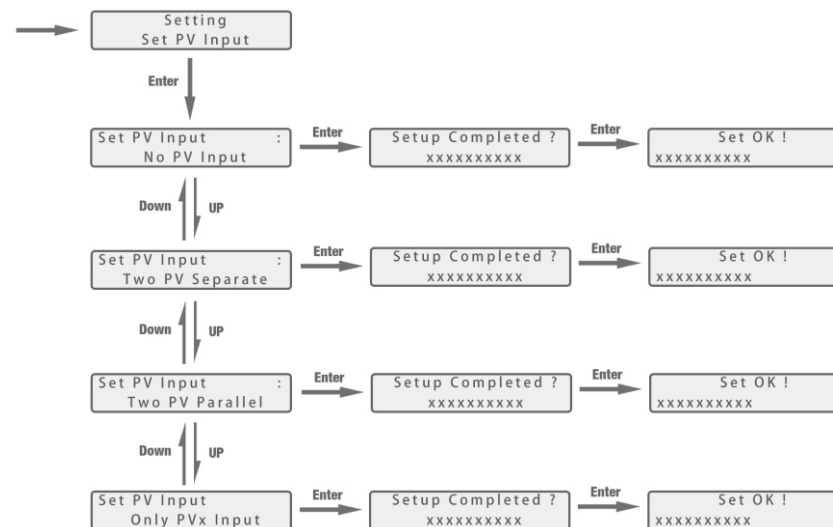 Setting
Set PV Input
Enter
Set PV Input :
No PV Input
Enter
Setup Completed ?
xxxxxxxxxx
Enter
Set OK !
xxxxxxxxxx
Down UP
Set PV Input :
Two PV Separate
Enter
Setup Completed ?
xxxxxxxxxx
Enter
Set OK !
xxxxxxxxxx
Down UP
Set PV Input :
Two PV Parallel
Enter
Setup Completed ?
xxxxxxxxxx
Enter
Set OK !
xxxxxxxxxx
Down UP
Set PV Input
Only PVx Input
Enter
Setup Completed ?
xxxxxxxxxx
Enter
Set OK !
xxxxxxxxxx